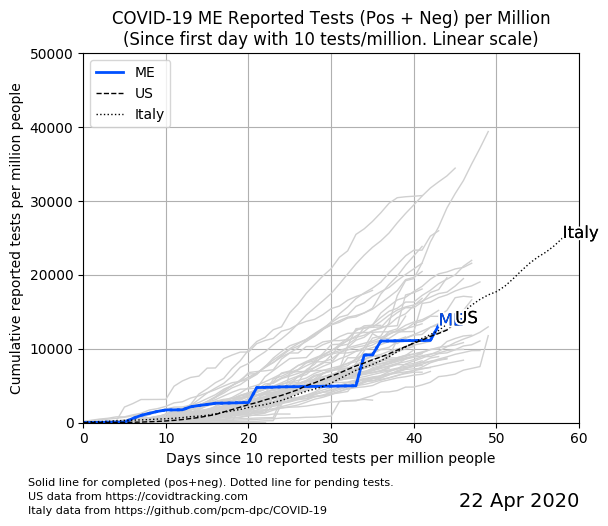 COVID-19 ME Reported Tests (Pos + Neg) per Million
(Since first day with 10 tests/million. Linear scale)
Cumulative reported tests per million people
50000
40000
30000
20000
10000
0
ME
US
Italy
Italy
ME
US
0 10 20 30 40 50 60
Days since 10 reported tests per million people
Solid line for completed (pos+neg). Dotted line for pending tests.
US data from https://covidtracking.com
Italy data from https://github.com/pcm-dpc/COVID-19
22 Apr 2020